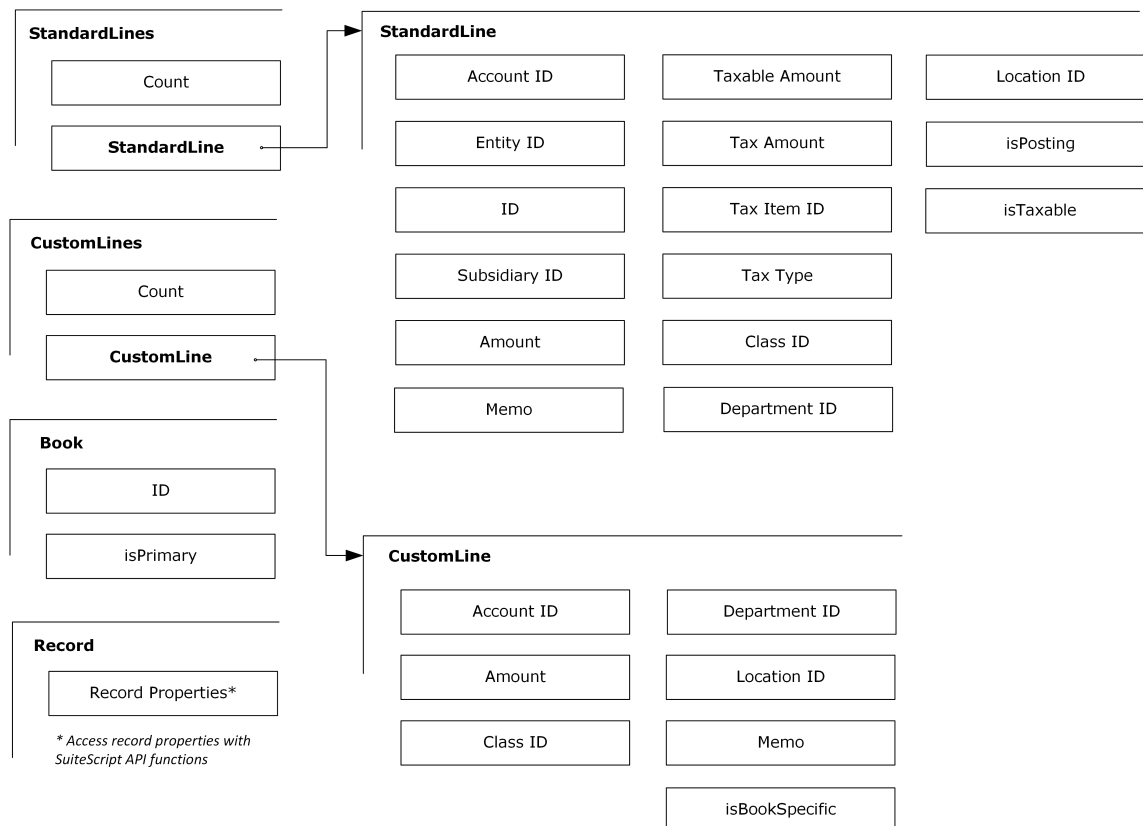 StandardLines
Count
StandardLine
CustomLines
Count
CustomLine
Book
ID
isPrimary
Record
Record Properties*
* Access record properties with
SuiteScript API functions
StandardLine
Account ID
Entity ID
ID
Subsidiary ID
Amount
Memo
Taxable Amount
Tax Amount
Tax Item ID
Tax Type
Class ID
Department ID
Location ID
isPosting
isTaxable
CustomLine
Account ID
Amount
Class ID
Department ID
Location ID
Memo
isBookSpecific